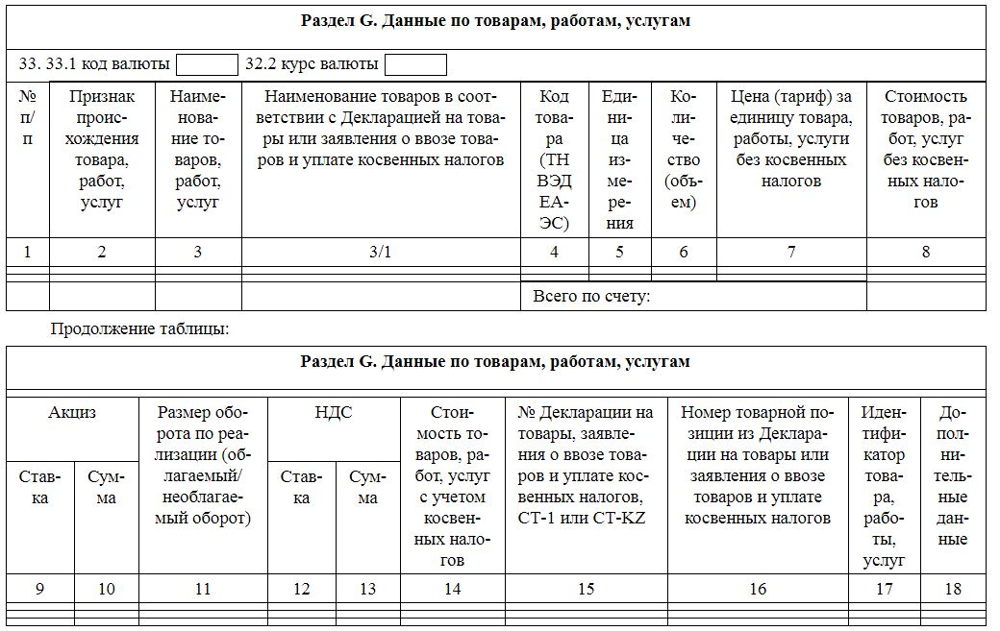 Раздел G. Данные по товарам, работам, услугам
33. 33.1 код валюты 32.2 курс валюты
№
п/
п
Признак
проис-
хождения
товара,
работ,
услуг
Наиме-
нова-
ние то-
варов,
работ,
услуг
Наименование товаров в соот-
ветствии с Декларацией на това-
ры или заявления о ввозе това-
ров и уплате косвенных налогов
Код
това-
ра
(ТН
ВЭД
ЕА-
ЭС)
Еди-
ни-
ца
из-
ме-
ре-
ния
Ко-
ли-
че-
ство
(объ-
ем)
Цена (тариф) за
единицу товара,
работы, услуги
без косвенных
налогов
Стоимость
товаров, ра-
бот, услуг
без косвен-
ных нало-
гов
1 2 3 3/1 4 5 6 7 8
Всего по счету:
Продолжение таблицы:
Раздел G. Данные по товарам, работам, услугам
Акциз
Став-
ка
Сум-
ма
Размер обо-
рота по реа-
лизации (об-
лагаемый/
необлагае-
мый оборот)
НДС
Став-
ка
Сум-
ма
Стои-
мость то-
варов, ра-
бот, услуг
с учетом
косвен-
ных нало-
гов
№ Декларации на
товары, заявле-
ния о ввозе това-
ров и уплате кос-
венных налогов,
СТ-1 или СТ-KZ
Номер товарной по-
зиции из Деклара-
ции на товары или
заявления о ввозе
товаров и уплате
косвенных налогов
Иден-
тифи-
катор
това-
ра,
рабо-
ты,
услуг
До-
пол-
ни-
тель-
ные
дан-
ные
9 10 11 12 13 14 15 16 17 18